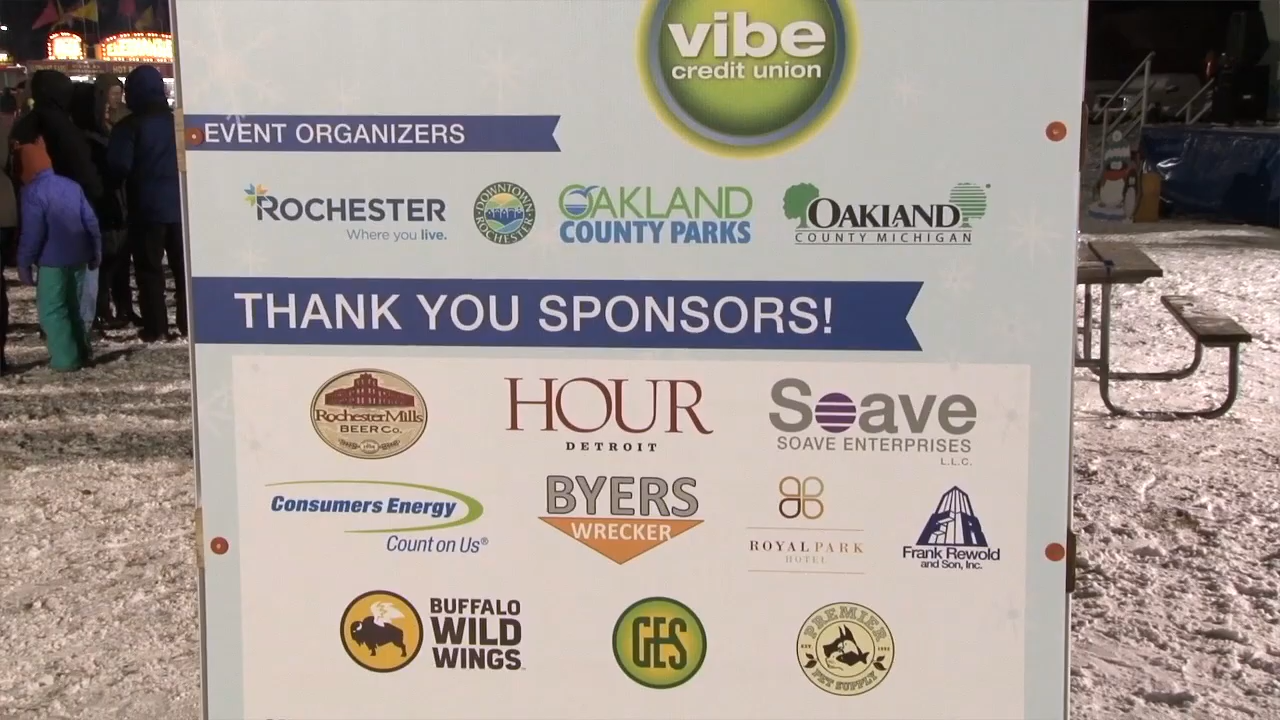 vibe
credit union
EVENT ORGANIZERS
ROCHESTER
Where you live.
DOWNTOWN
ROCHESTER
OAKLAND
COUNTY PARKS
OAKLAND
COUNTY MICHIGAN
THANK YOU SPONSORS!
Rochester Mills
BEER Co.
HOUR
DETROIT
Soave
SOAVE ENTERPRISES
L.L.C.
Consumers Energy
Count on Us®
BYERS
WRECKER
ROYAL PARK
HOTEL
FR
Frank Rewold
and Son, Inc.
BUFFALO
WILD
WINGS
GES
PREMIER
PET SUPPLY